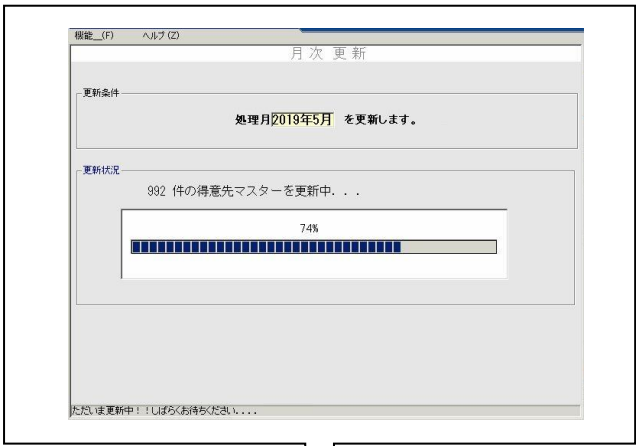 機能__(F) ヘルプ(Z)
月次 更新
更新条件
処理月2019年5月 を更新します。
更新状況
992 件の得意先マスターを更新中．．．
74%
ただいま更新中！！しばらくお待ちください．．．．